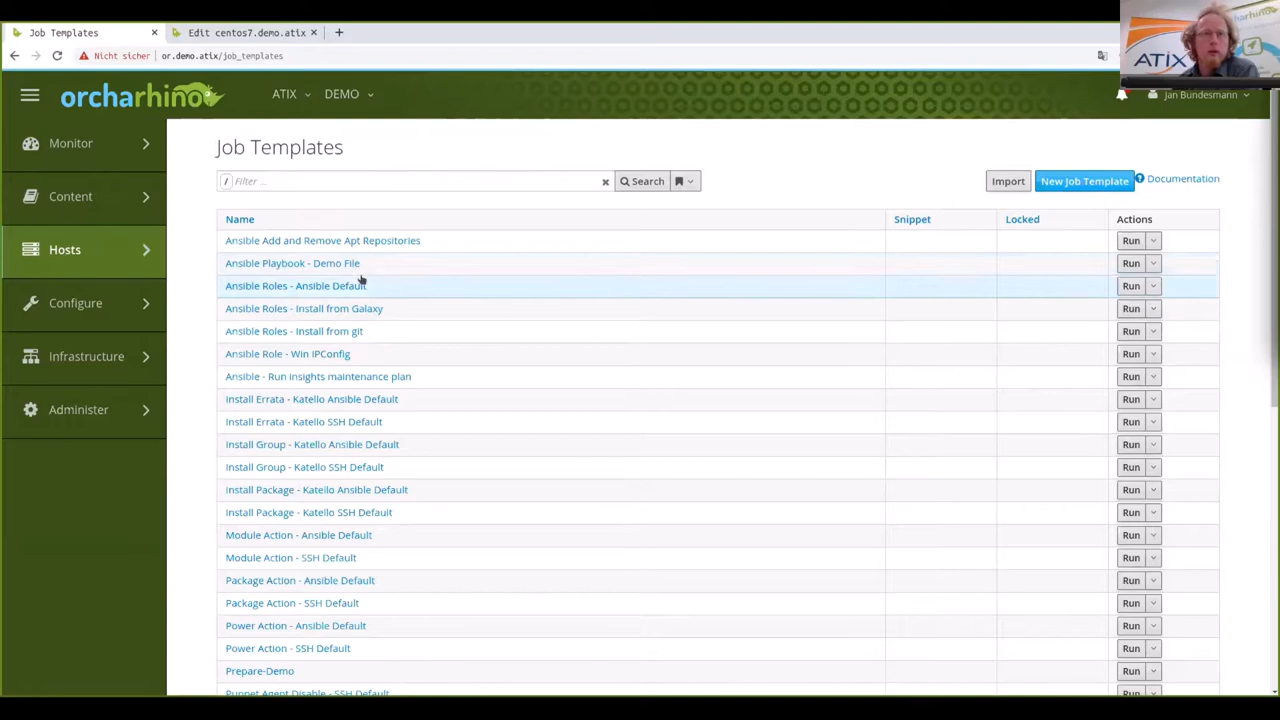 Job Templates
Edit centos7.demo.atix
Nicht sicher or.demo.atix/job_templates
ATIX
orcharhino
ATIX
DEMO
Jan Bundesmann
Monitor
Content
Hosts
Configure
Infrastructure
Administer
Job Templates
/ Filter ...
Search
Import
New Job Template
Documentation
Name Snippet Locked Actions
Ansible Add and Remove Apt Repositories Run
Ansible Playbook - Demo File Run
Ansible Roles - Ansible Default Run
Ansible Roles - Install from Galaxy Run
Ansible Roles - Install from git Run
Ansible Role - Win IPConfig Run
Ansible - Run insights maintenance plan Run
Install Errata - Katello Ansible Default Run
Install Errata - Katello SSH Default Run
Install Group - Katello Ansible Default Run
Install Group - Katello SSH Default Run
Install Package - Katello Ansible Default Run
Install Package - Katello SSH Default Run
Module Action - Ansible Default Run
Module Action - SSH Default Run
Package Action - Ansible Default Run
Package Action - SSH Default Run
Power Action - Ansible Default Run
Power Action - SSH Default Run
Prepare-Demo Run
Puppet Agent Disable - SSH Default Run